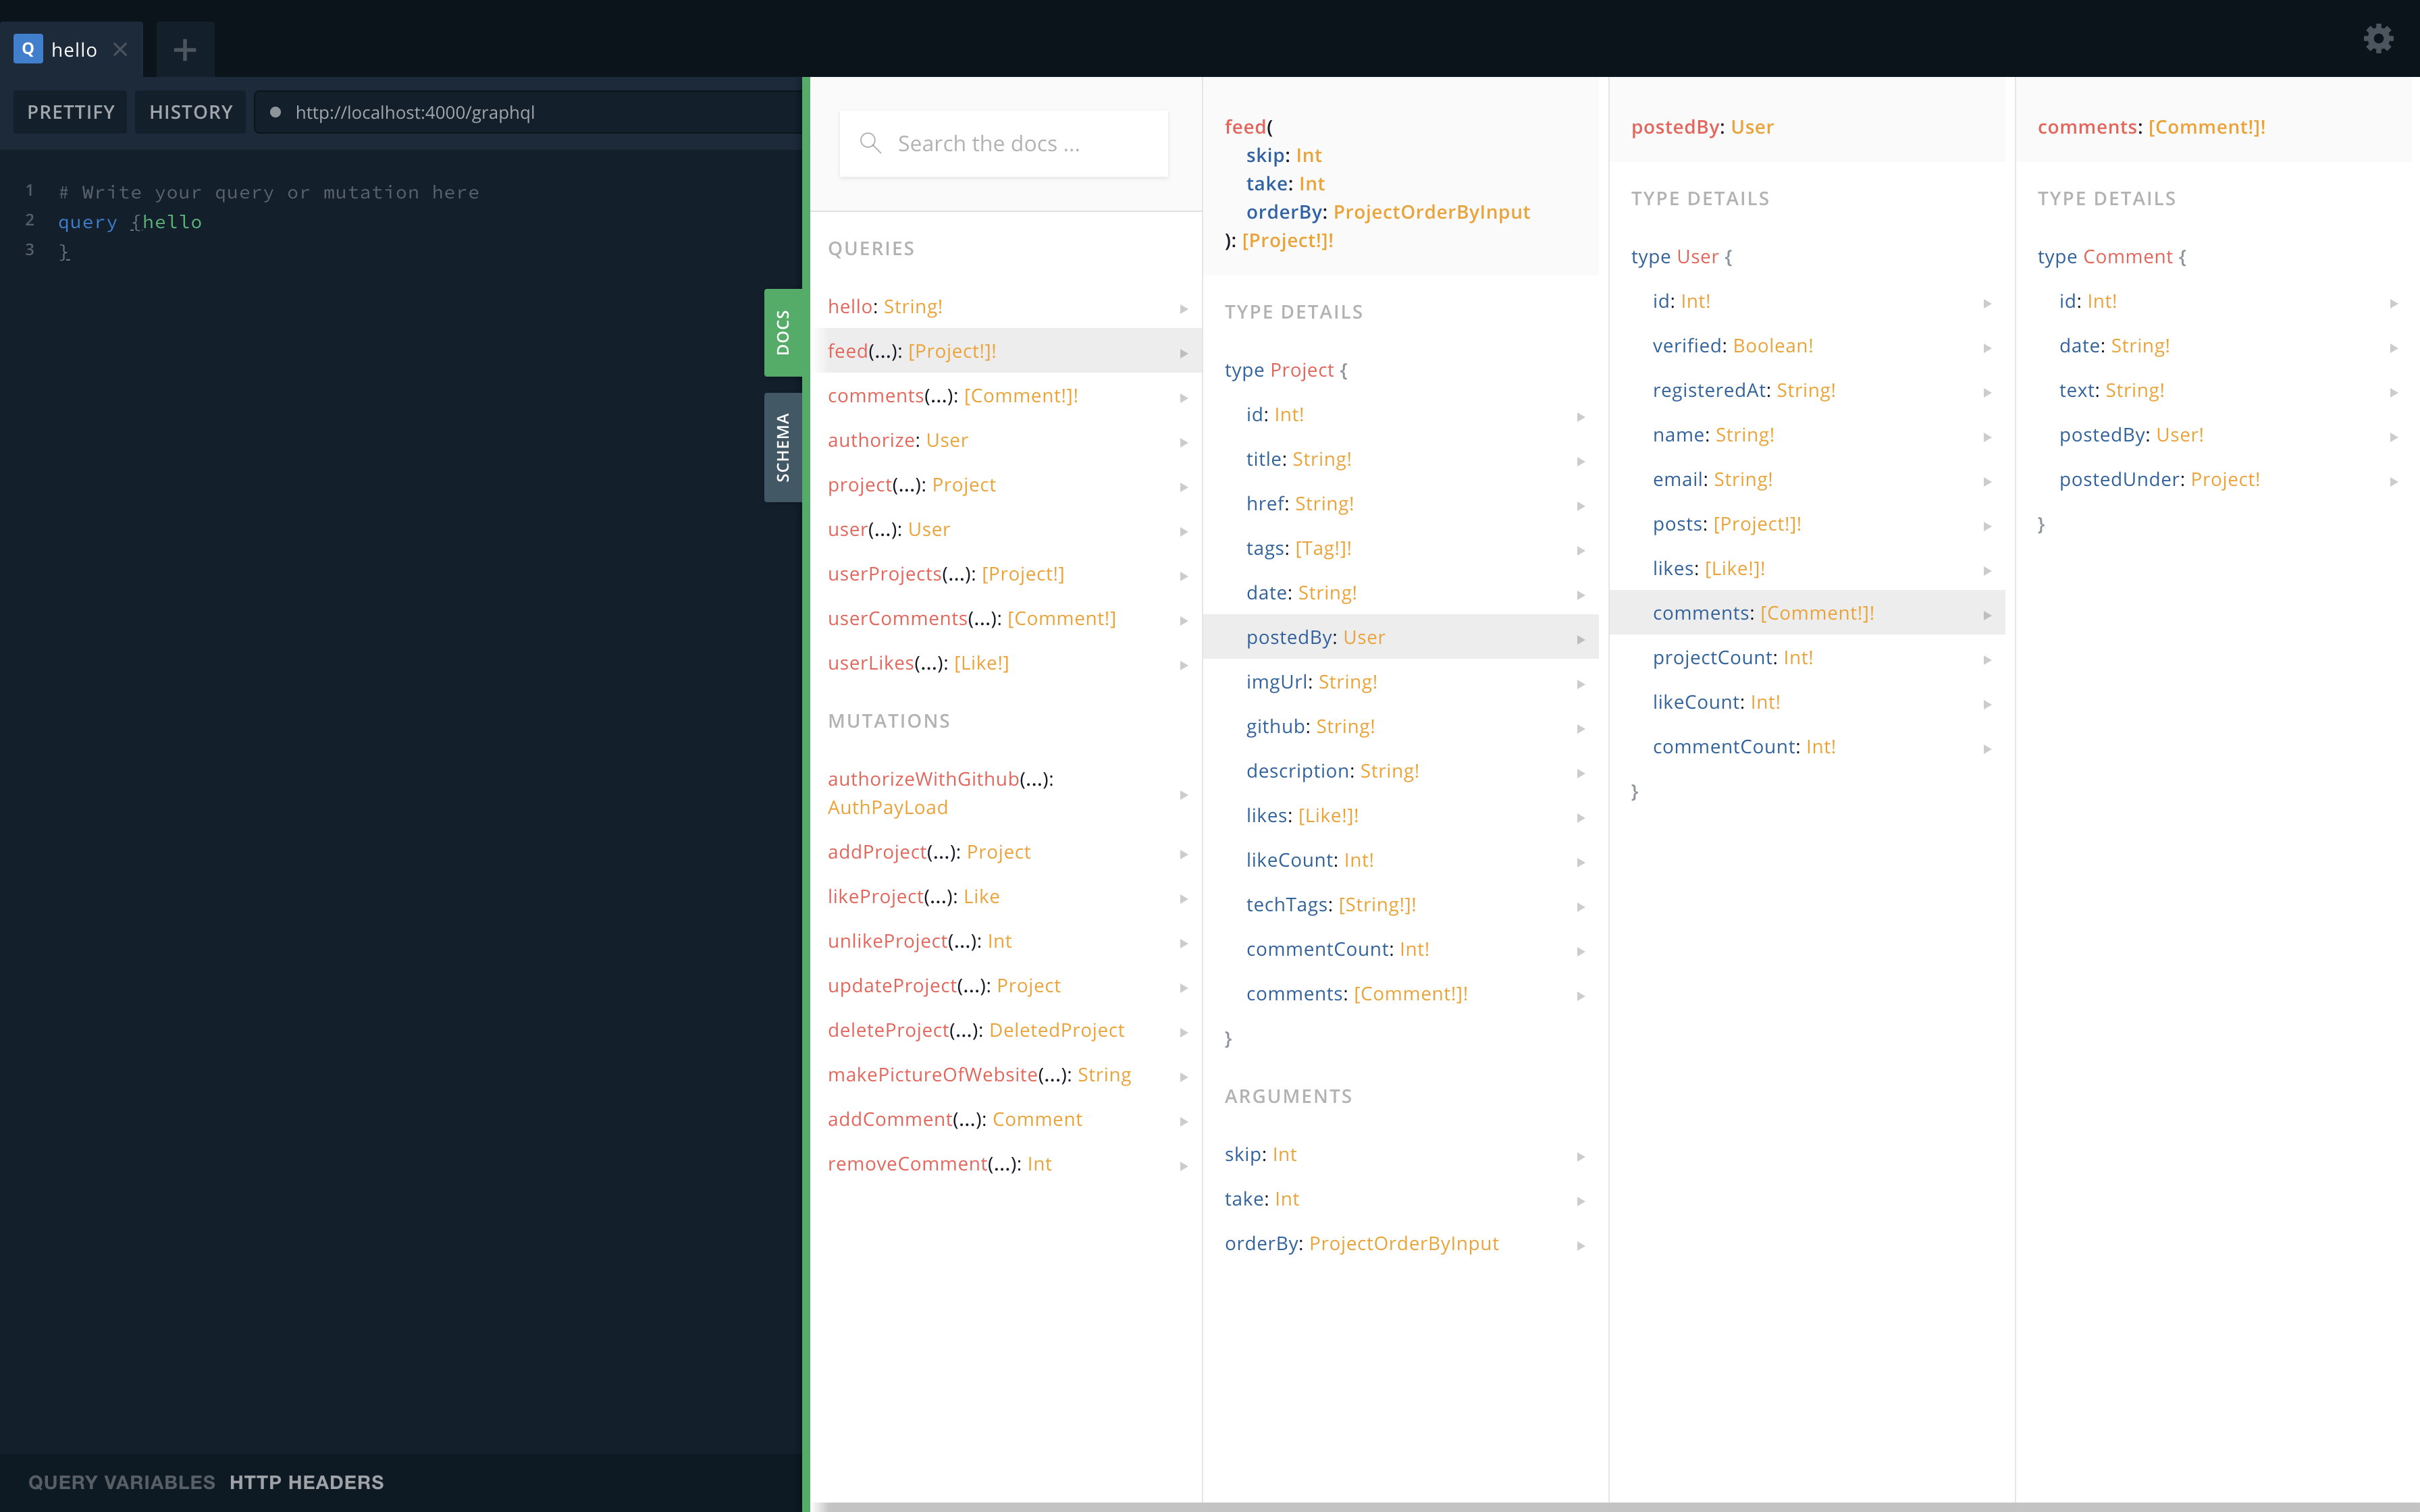 Q hello
PRETTIFY HISTORY http://localhost:4000/graphql
1 # Write your query or mutation here
2 query {hello
3 }
DOCS
SCHEMA
QUERY VARIABLES HTTP HEADERS
Search the docs ...
QUERIES
hello: String!
feed(...): [Project!]!
comments(...): [Comment!]!
authorize: User
project(...): Project
user(...): User
userProjects(...): [Project!]
userComments(...): [Comment!]
userLikes(...): [Like!]
MUTATIONS
authorizeWithGithub(...):
AuthPayLoad
addProject(...): Project
likeProject(...): Like
unlikeProject(...): Int
updateProject(...): Project
deleteProject(...): DeletedProject
makePictureOfWebsite(...): String
addComment(...): Comment
removeComment(...): Int
feed(
skip: Int
take: Int
orderBy: ProjectOrderByInput
): [Project!]!
TYPE DETAILS
type Project {
id: Int!
title: String!
href: String!
tags: [Tag!]!
date: String!
postedBy: User
imgUrl: String!
github: String!
description: String!
likes: [Like!]!
likeCount: Int!
techTags: [String!]!
commentCount: Int!
comments: [Comment!]!
}
ARGUMENTS
skip: Int
take: Int
orderBy: ProjectOrderByInput
postedBy: User
TYPE DETAILS
type User {
id: Int!
verified: Boolean!
registeredAt: String!
name: String!
email: String!
posts: [Project!]!
likes: [Like!]!
comments: [Comment!]!
projectCount: Int!
likeCount: Int!
commentCount: Int!
}
comments: [Comment!]!
TYPE DETAILS
type Comment {
id: Int!
date: String!
text: String!
postedBy: User!
postedUnder: Project!
}